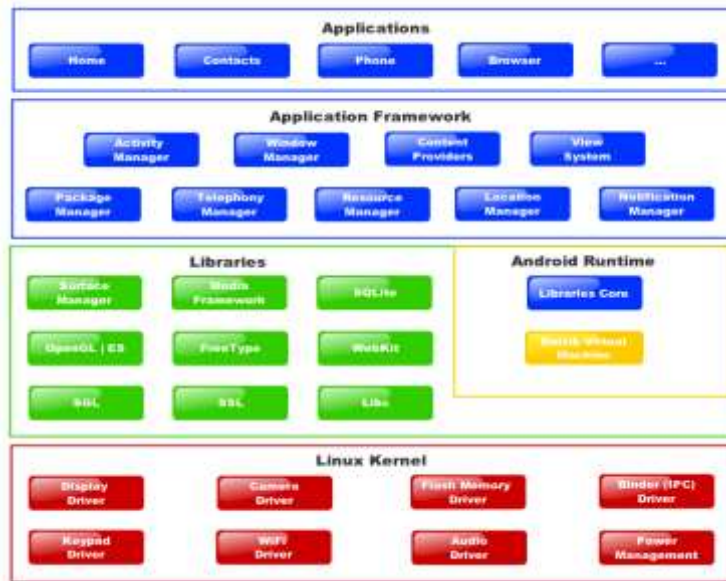 Applications
Home
Contacts
Phone
Browser
...
Application Framework
Activity
Manager
Window
Manager
Content
Providers
View
System
Package
Manager
Telephony
Manager
Resource
Manager
Location
Manager
Notification
Manager
Libraries
Surface
Manager
Media
Framework
SQLite
OpenGL | ES
FreeType
WebKit
SGL
SSL
Libc
Android Runtime
Libraries Core
Dalvik Virtual
Machine
Linux Kernel
Display
Driver
Camera
Driver
Flash Memory
Driver
Binder (IPC)
Driver
Keypad
Driver
WiFi
Driver
Audio
Driver
Power
Management